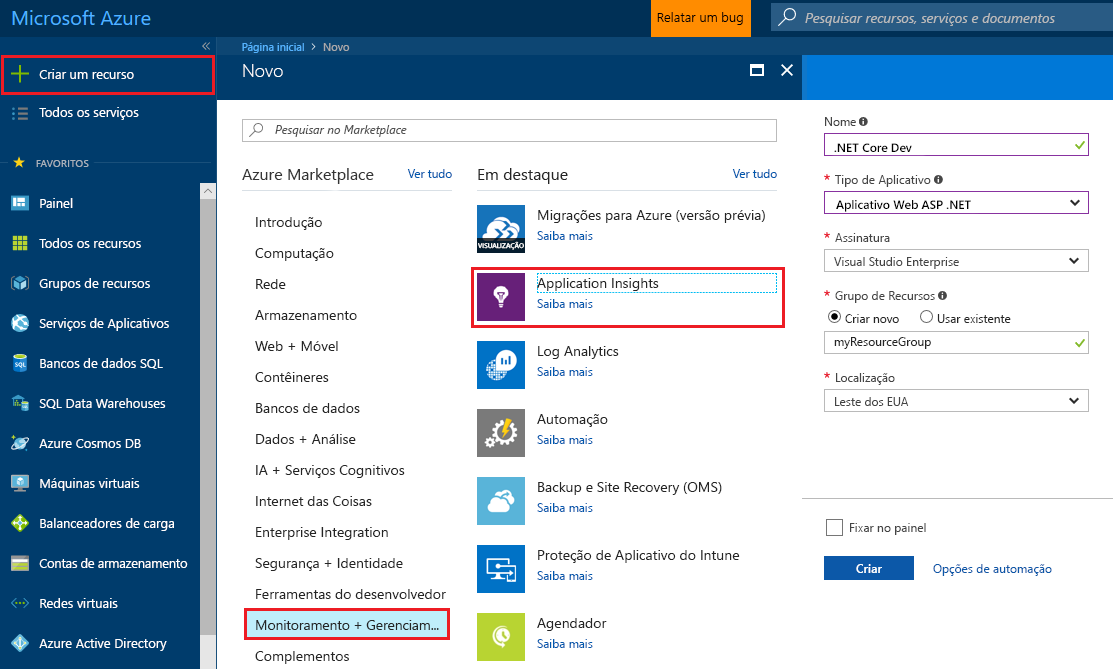 Microsoft Azure
Relatar um bug
Pesquisar recursos, serviços e documentos
«
Criar um recurso
Todos os serviços
FAVORITOS
Painel
Todos os recursos
Grupos de recursos
Serviços de Aplicativos
Bancos de dados SQL
SQL Data Warehouses
Azure Cosmos DB
Máquinas virtuais
Balanceadores de carga
Contas de armazenamento
Redes virtuais
Azure Active Directory
Página inicial > Novo
Novo
Pesquisar no Marketplace
Azure Marketplace Ver tudo
Introdução
Computação
Rede
Armazenamento
Web + Móvel
Contêineres
Bancos de dados
Dados + Análise
IA + Serviços Cognitivos
Internet das Coisas
Enterprise Integration
Segurança + Identidade
Ferramentas do desenvolvedor
Monitoramento + Gerenciam...
Complementos
Em destaque Ver tudo
VISUALIZAÇÃO
Migrações para Azure (versão prévia)
Saiba mais
Application Insights
Saiba mais
Log Analytics
Saiba mais
Automação
Saiba mais
Backup e Site Recovery (OMS)
Saiba mais
Proteção de Aplicativo do Intune
Saiba mais
Agendador
Saiba mais
Nome
.NET Core Dev
* Tipo de Aplicativo
Aplicativo Web ASP .NET
* Assinatura
Visual Studio Enterprise
* Grupo de Recursos
Criar novo Usar existente
myResourceGroup
* Localização
Leste dos EUA
Fixar no painel
Criar Opções de automação